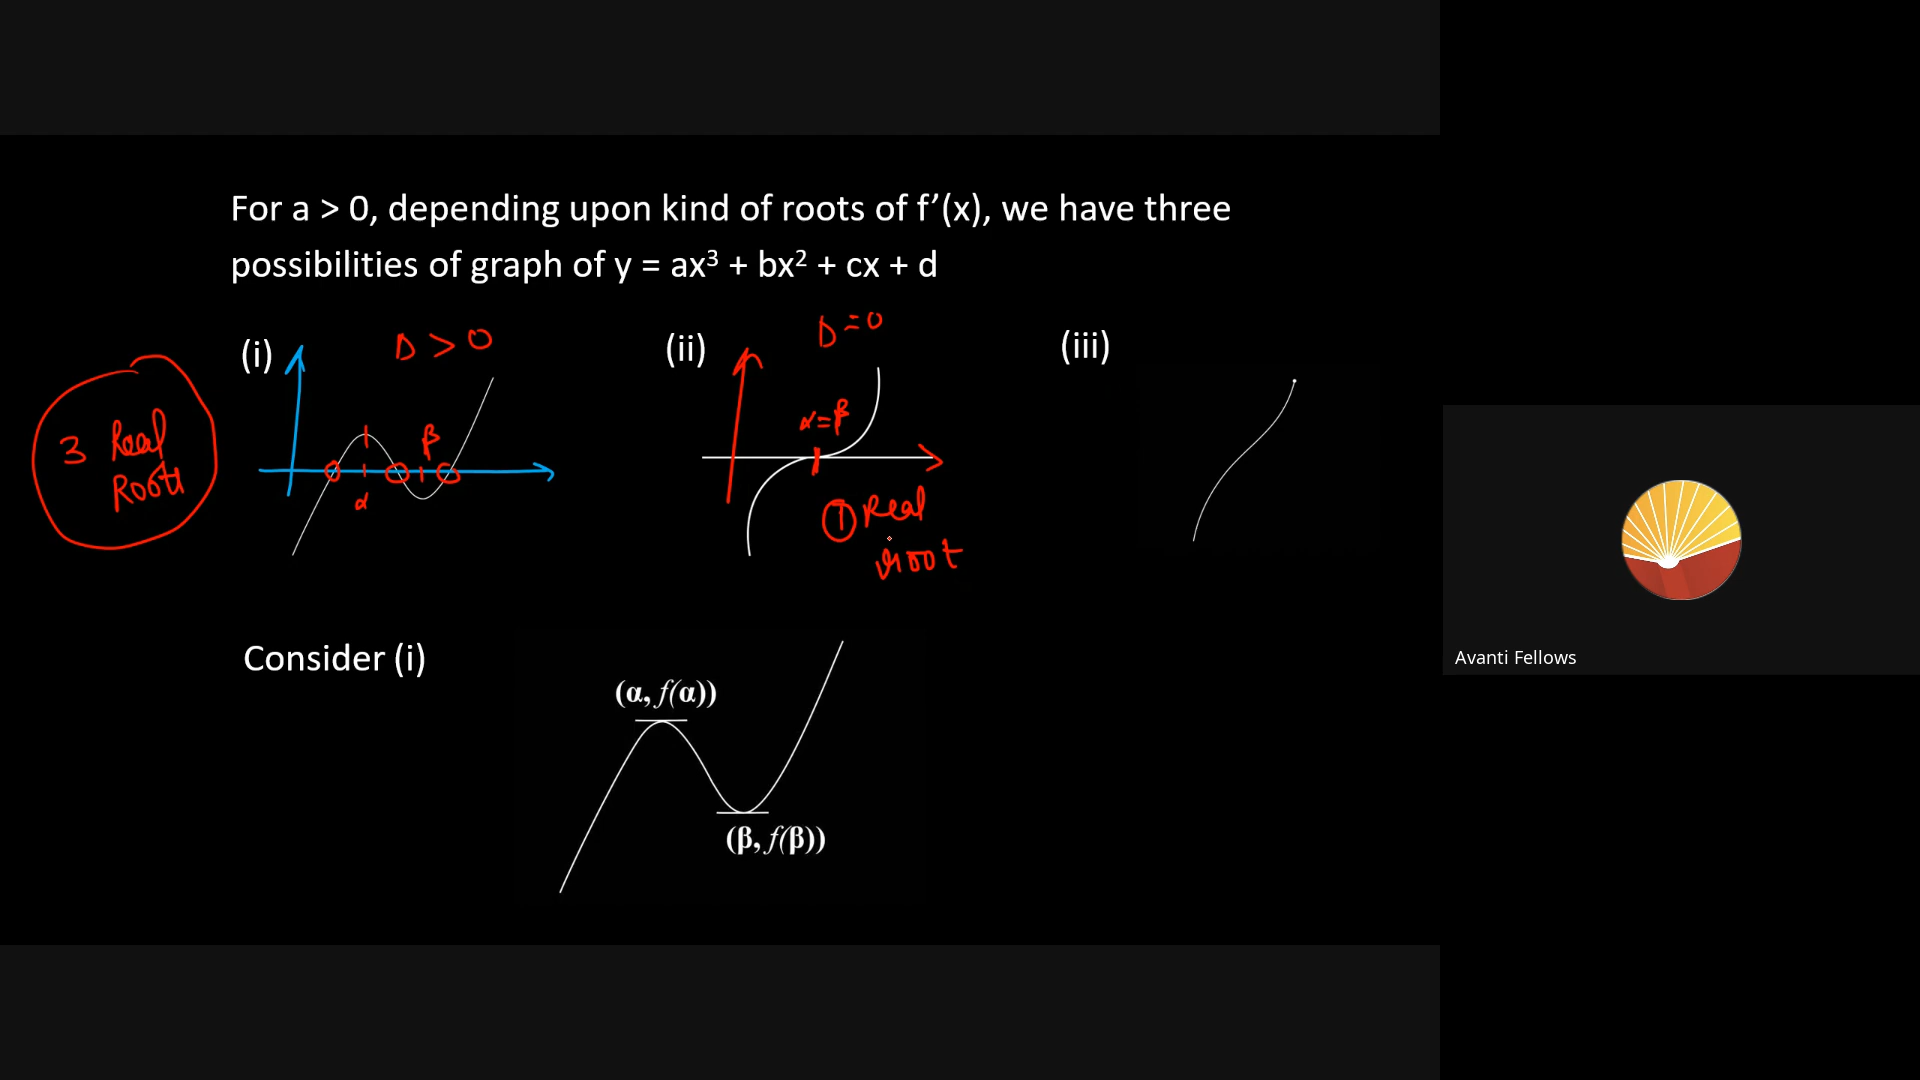 For a > 0, depending upon kind of roots of f’(x), we have three
possibilities of graph of y = ax³ + bx² + cx + d
(i)
D > 0
3 Real
Roots
β
α
(ii)
D = 0
α = β
① Real
root
(iii)
Consider (i)
(α, f(α))
(β, f(β))
Avanti Fellows